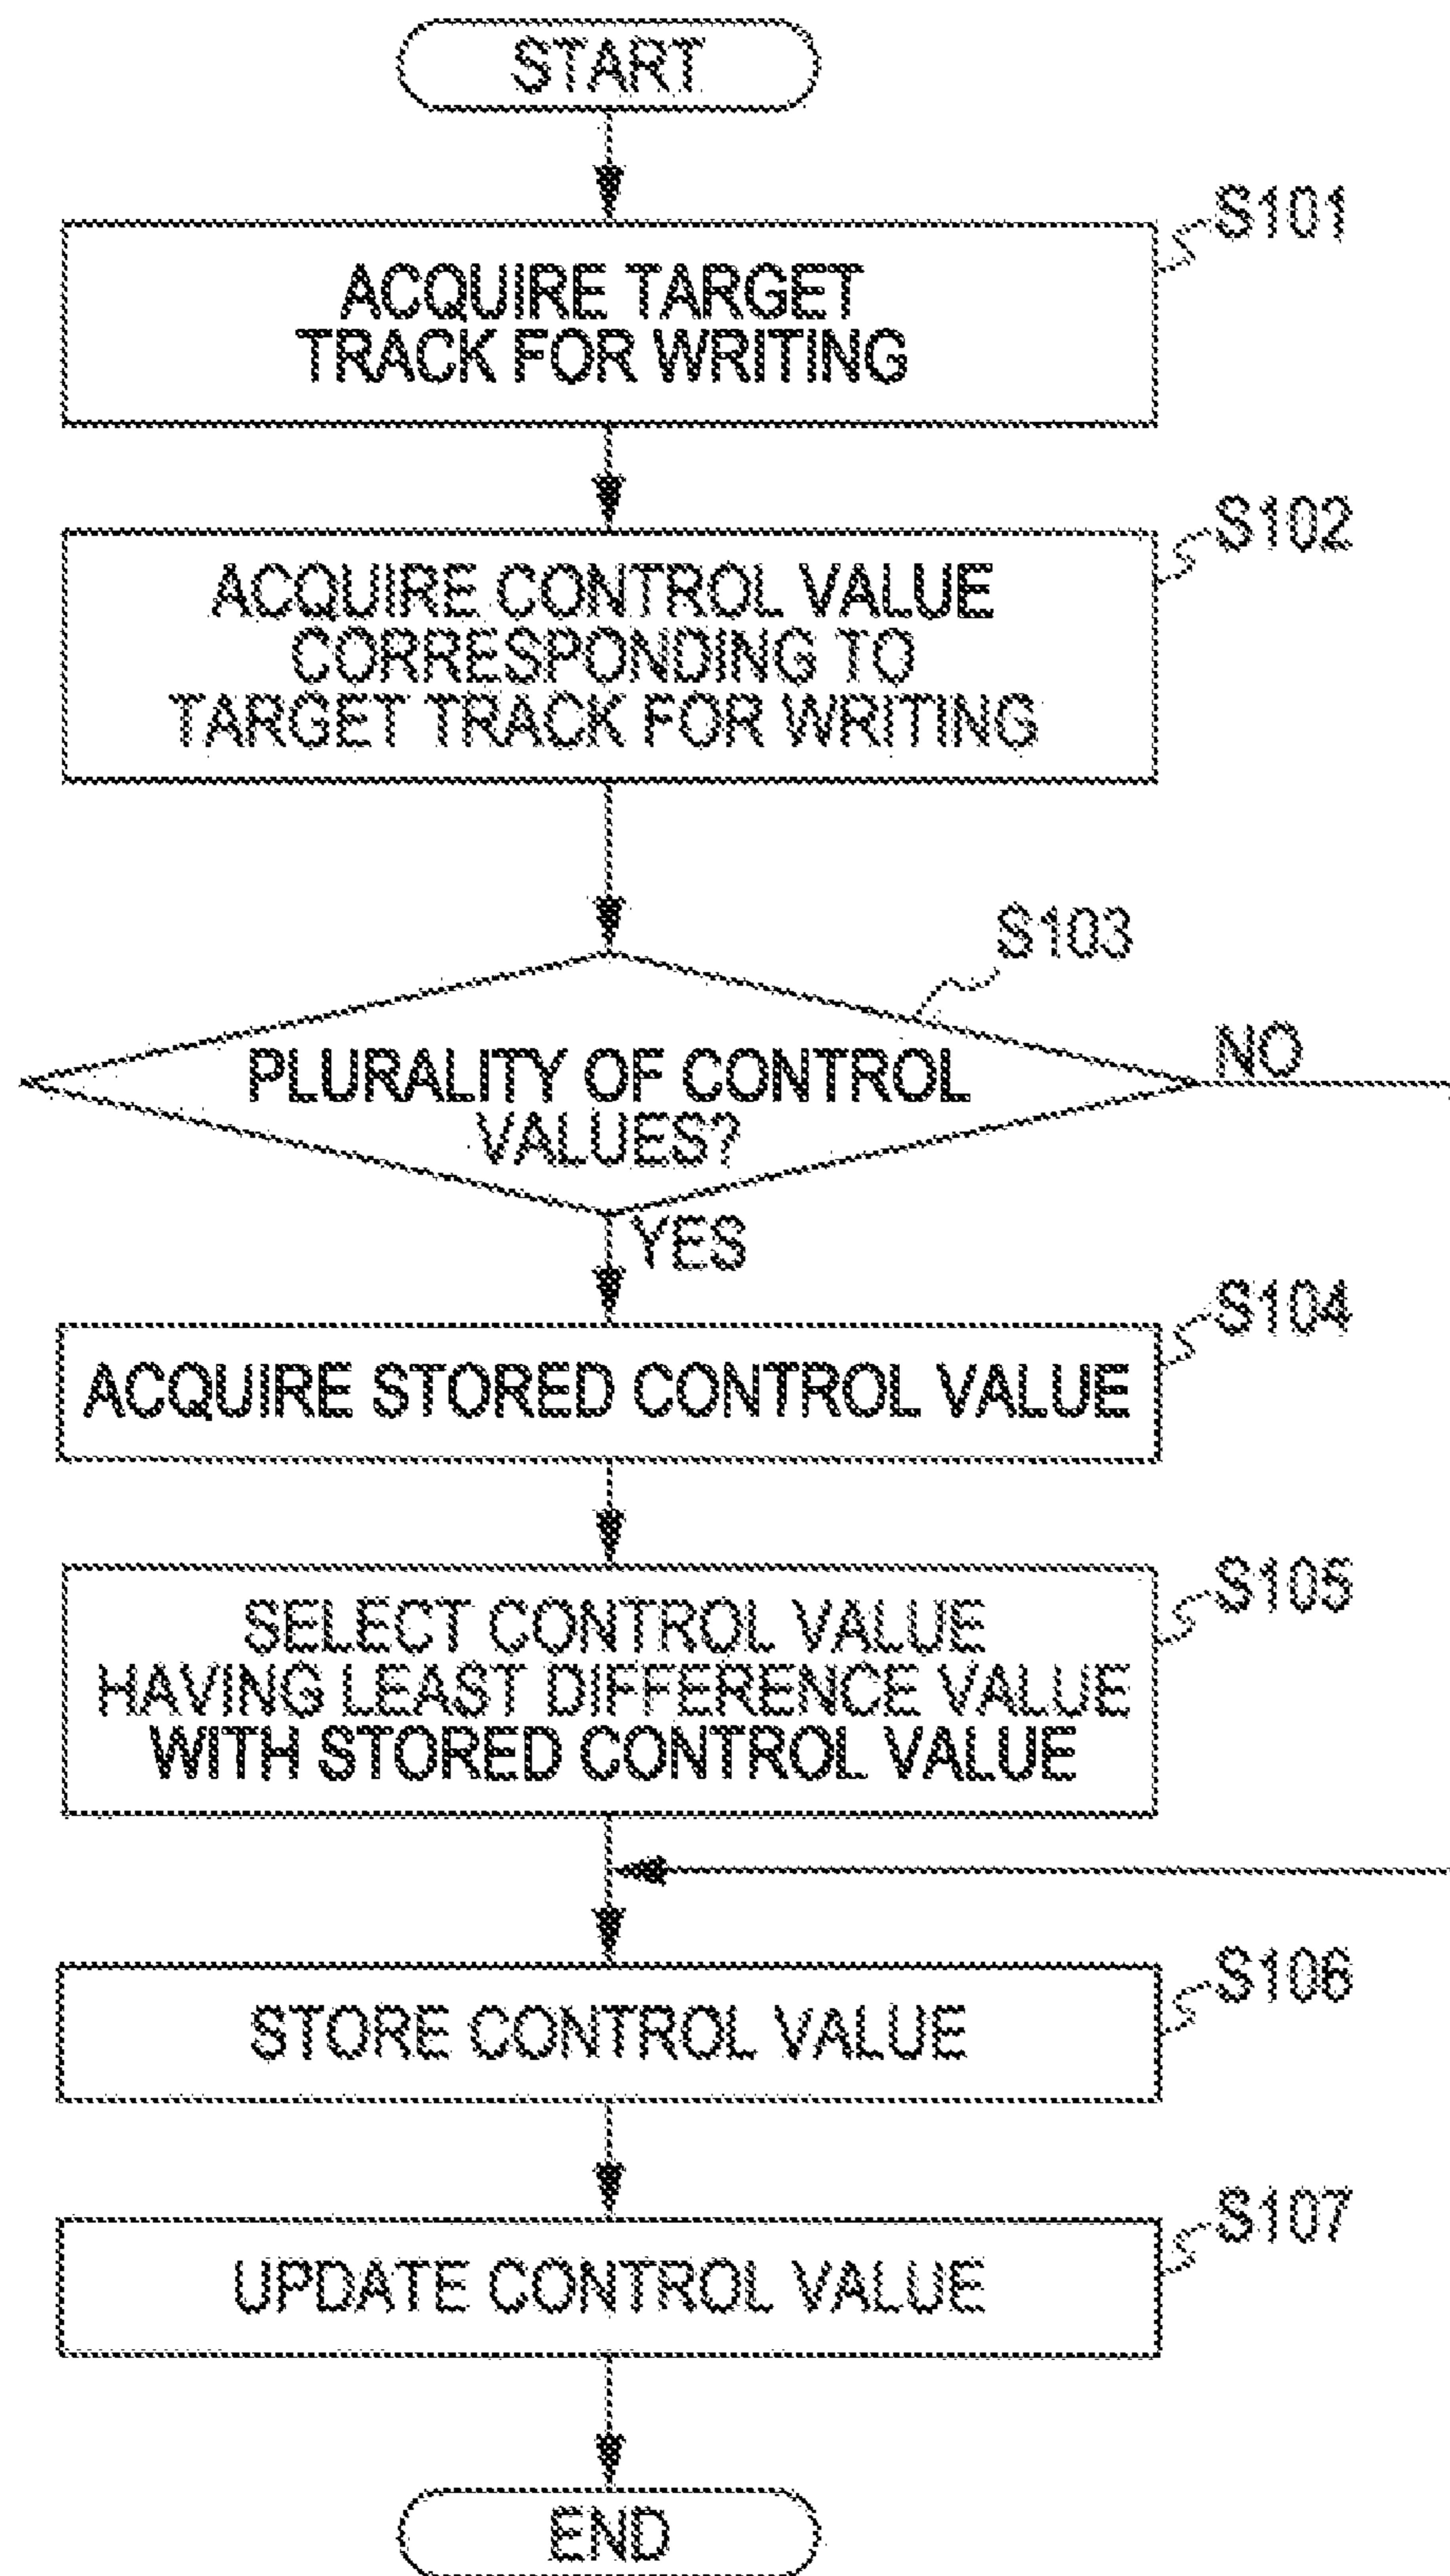 START
S101
ACQUIRE TARGET
TRACK FOR WRITING
S102
ACQUIRE CONTROL VALUE
CORRESPONDING TO
TARGET TRACK FOR WRITING
S103
PLURALITY OF CONTROL
VALUES?
NO
YES
S104
ACQUIRE STORED CONTROL VALUE
S105
SELECT CONTROL VALUE
HAVING LEAST DIFFERENCE VALUE
WITH STORED CONTROL VALUE
S106
STORE CONTROL VALUE
S107
UPDATE CONTROL VALUE
END